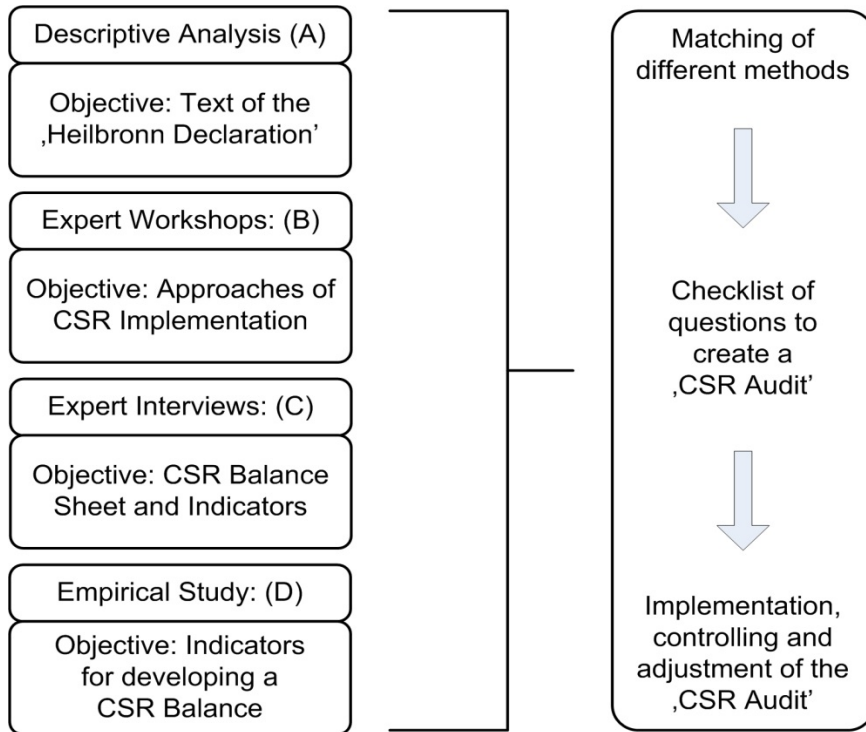 Descriptive Analysis (A)
Objective: Text of the
‚Heilbronn Declaration’
Expert Workshops: (B)
Objective: Approaches of
CSR Implementation
Expert Interviews: (C)
Objective: CSR Balance
Sheet and Indicators
Empirical Study: (D)
Objective: Indicators
for developing a
CSR Balance
Matching of
different methods
Checklist of
questions to
create a
‚CSR Audit’
Implementation,
controlling and
adjustment of the
‚CSR Audit’